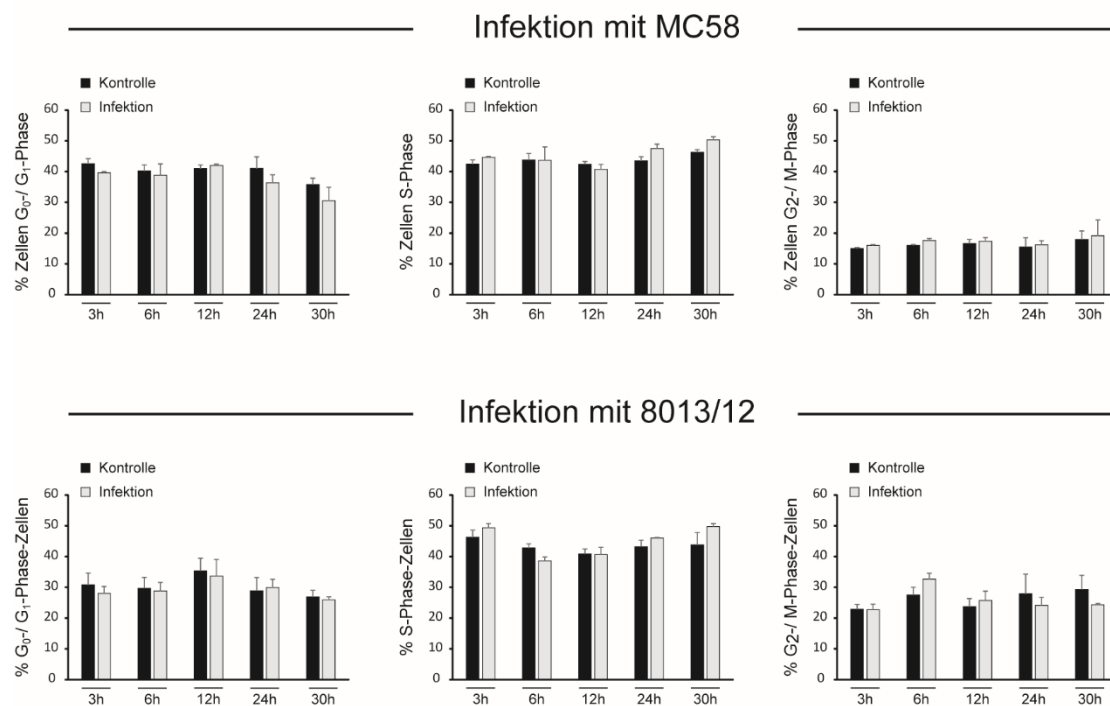 Infektion mit MC58
Kontrolle
Infektion
% Zellen G₀-/ G₁-Phase
60
50
40
30
20
10
0
3h 6h 12h 24h 30h
Kontrolle
Infektion
% Zellen S-Phase
60
50
40
30
20
10
0
3h 6h 12h 24h 30h
Kontrolle
Infektion
% Zellen G2-/ M-Phase
60
50
40
30
20
10
0
3h 6h 12h 24h 30h
Infektion mit 8013/12
Kontrolle
Infektion
% G₀-/ G₁-Phase-Zellen
60
50
40
30
20
10
0
3h 6h 12h 24h 30h
Kontrolle
Infektion
% S-Phase-Zellen
60
50
40
30
20
10
0
3h 6h 12h 24h 30h
Kontrolle
Infektion
% G2-/ M-Phase-Zellen
60
50
40
30
20
10
0
3h 6h 12h 24h 30h